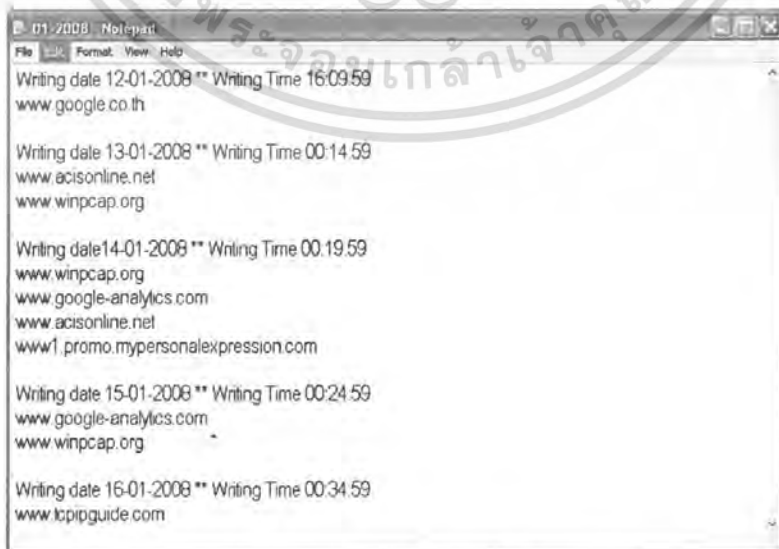 01-2008 Notepad
File Edit Format View Help
Writing date 12-01-2008 ** Writing Time 16:09:59
www.google.co.th
Writing date 13-01-2008 ** Writing Time 00:14:59
www.acisonline.net
www.winpcap.org
Writing date14-01-2008 ** Writing Time 00:19:59
www.winpcap.org
www.google-analytics.com
www.acisonline.net
www1.promo.mypersonalexpression.com
Writing date 15-01-2008 ** Writing Time 00:24:59
www.google-analytics.com
www.winpcap.org
Writing date 16-01-2008 ** Writing Time 00:34:59
www.tcpipguide.com